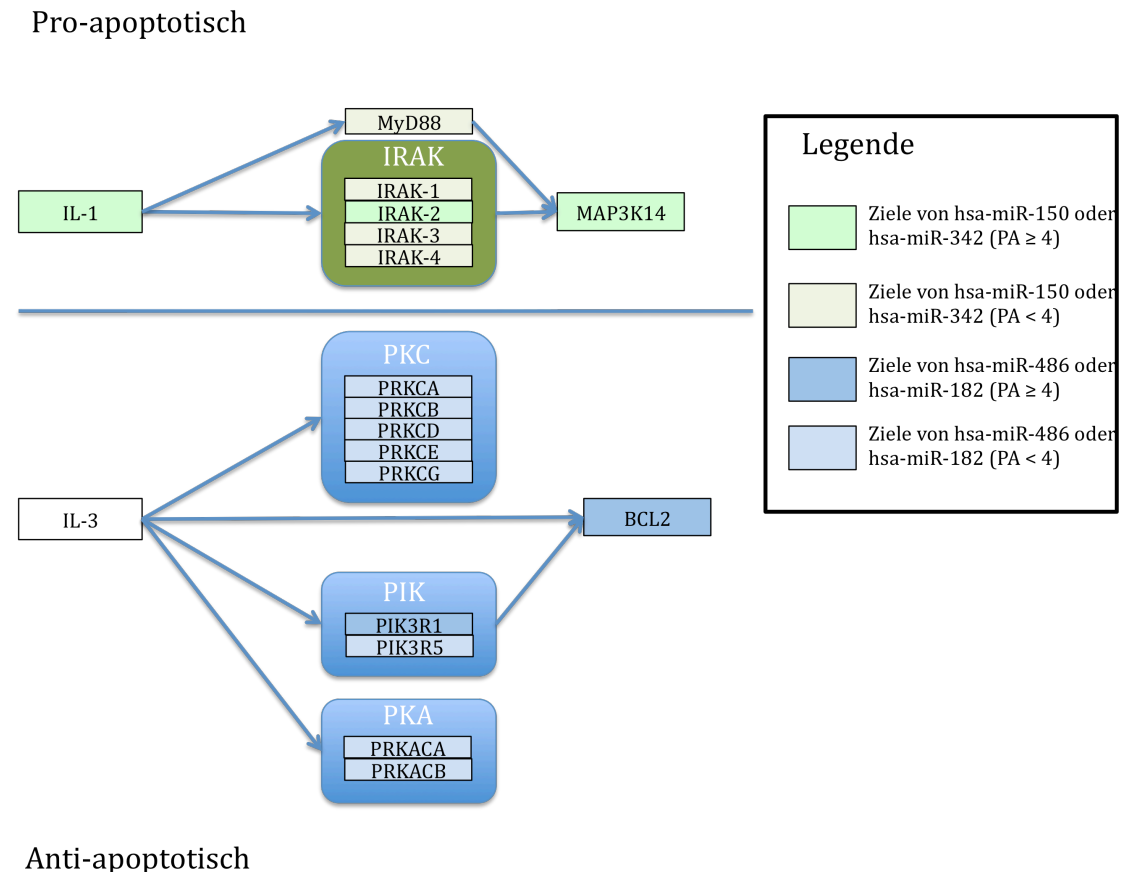 Pro-apoptotisch
MyD88
IRAK
IRAK-1
IL-1
IRAK-2
MAP3K14
IRAK-3
IRAK-4
Legende
Ziele von hsa-miR-150 oder
hsa-miR-342 (PA ≥ 4)
Ziele von hsa-miR-150 oder
hsa-miR-342 (PA < 4)
Ziele von hsa-miR-486 oder
hsa-miR-182 (PA ≥ 4)
Ziele von hsa-miR-486 oder
hsa-miR-182 (PA < 4)
PKC
PRKCA
PRKCB
PRKCD
PRKCE
PRKCG
IL-3
BCL2
PIK
PIK3R1
PIK3R5
PKA
PRKACA
PRKACB
Anti-apoptotisch